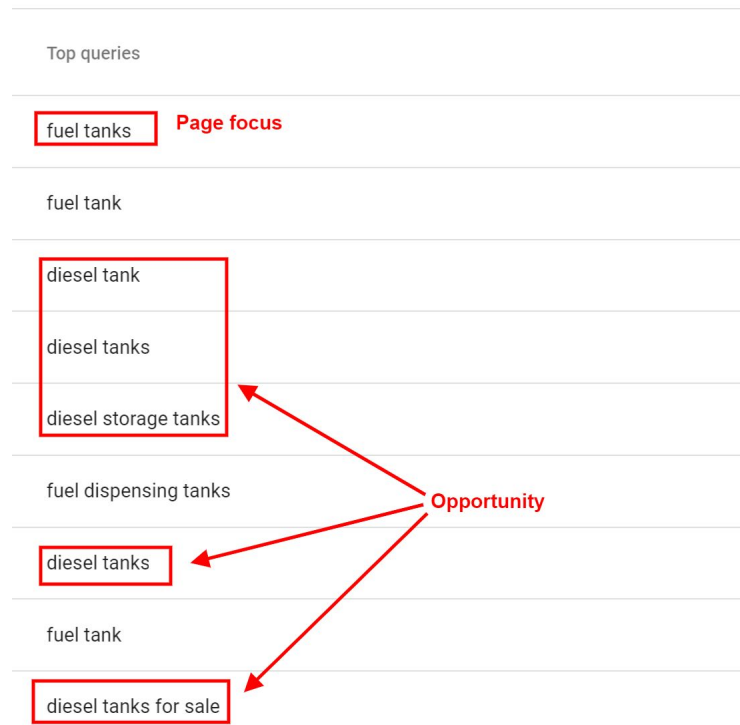 Top queries
fuel tanks
Page focus
fuel tank
diesel tank
diesel tanks
diesel storage tanks
fuel dispensing tanks
Opportunity
diesel tanks
fuel tank
diesel tanks for sale